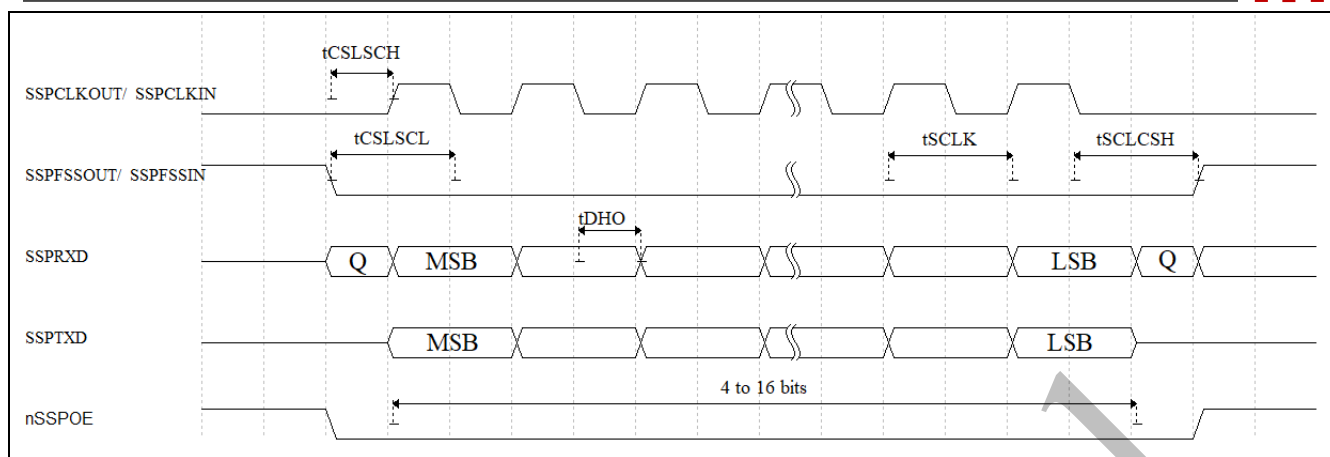 tCSLSCH
SSPCLKOUT/ SSPCLKIN
tCSLSCL
tSCLK
tSCLCSH
SSPFSSOUT/ SSPFSSIN
tDHO
SSPRXD
Q
MSB
LSB
Q
SSPTXD
MSB
LSB
4 to 16 bits
nSSPOE